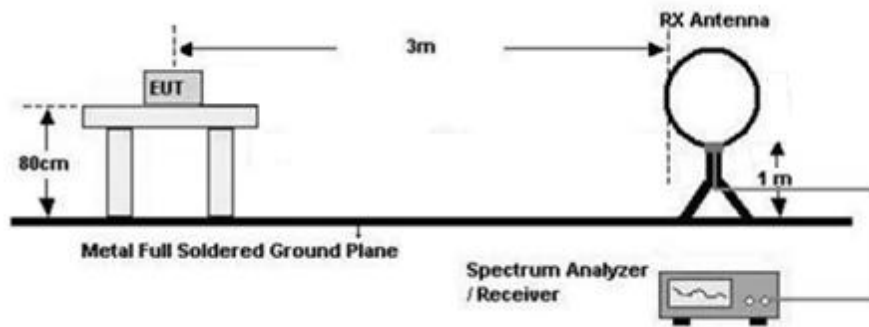 RX Antenna
3m
EUT
80cm
1 m
Metal Full Soldered Ground Plane
Spectrum Analyzer
/ Receiver